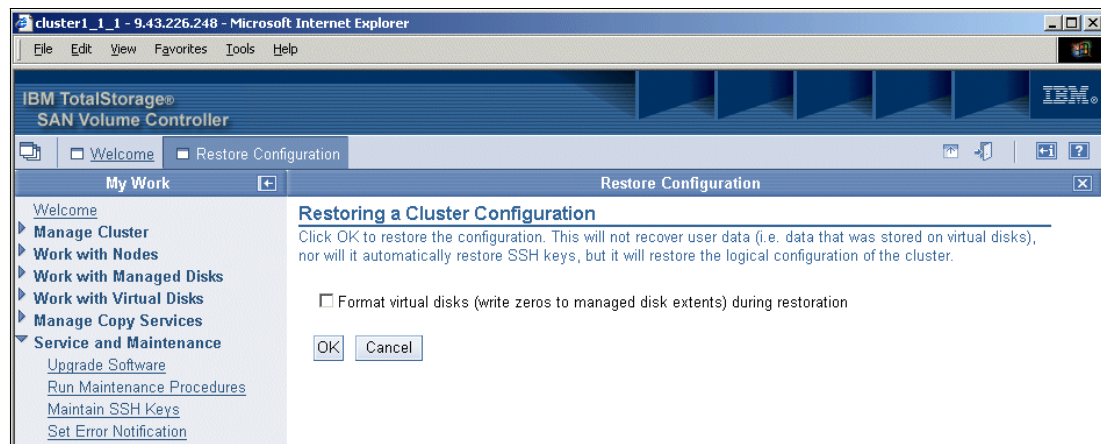 cluster1_1_1 - 9.43.226.248 - Microsoft Internet Explorer
File Edit View Favorites Tools Help
IBM TotalStorage®
SAN Volume Controller
IBM®
Welcome
Restore Configuration
My Work
Restore Configuration
Welcome
Manage Cluster
Work with Nodes
Work with Managed Disks
Work with Virtual Disks
Manage Copy Services
Service and Maintenance
Upgrade Software
Run Maintenance Procedures
Maintain SSH Keys
Set Error Notification
Restoring a Cluster Configuration
Click OK to restore the configuration. This will not recover user data (i.e. data that was stored on virtual disks),
nor will it automatically restore SSH keys, but it will restore the logical configuration of the cluster.
Format virtual disks (write zeros to managed disk extents) during restoration
OK Cancel